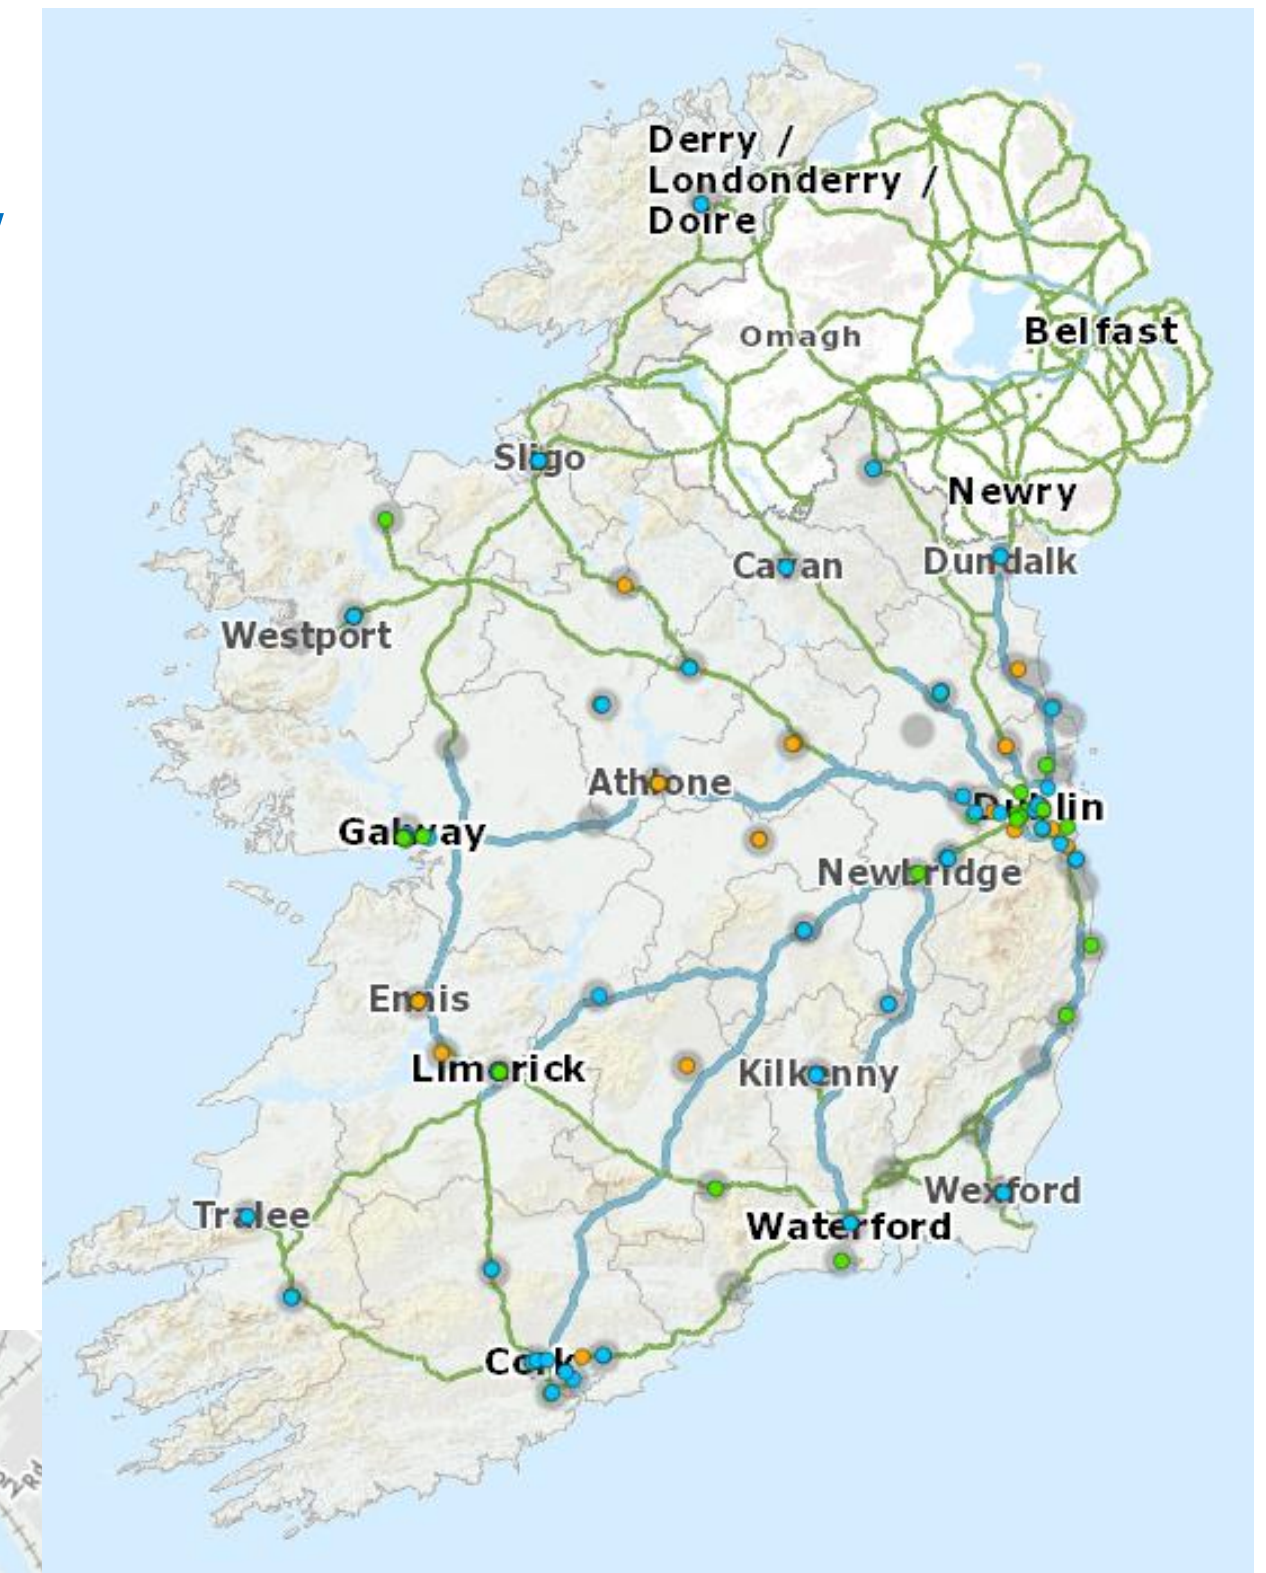 Derry /
Londonderry /
Doire
Omagh
Belfast
Sligo
Newry
Cavan
Dundalk
Westport
Athlone
Dublin
Galway
Newbridge
Ennis
Limerick
Kilkenny
Tralee
Wexford
Waterford
Cork
Rd